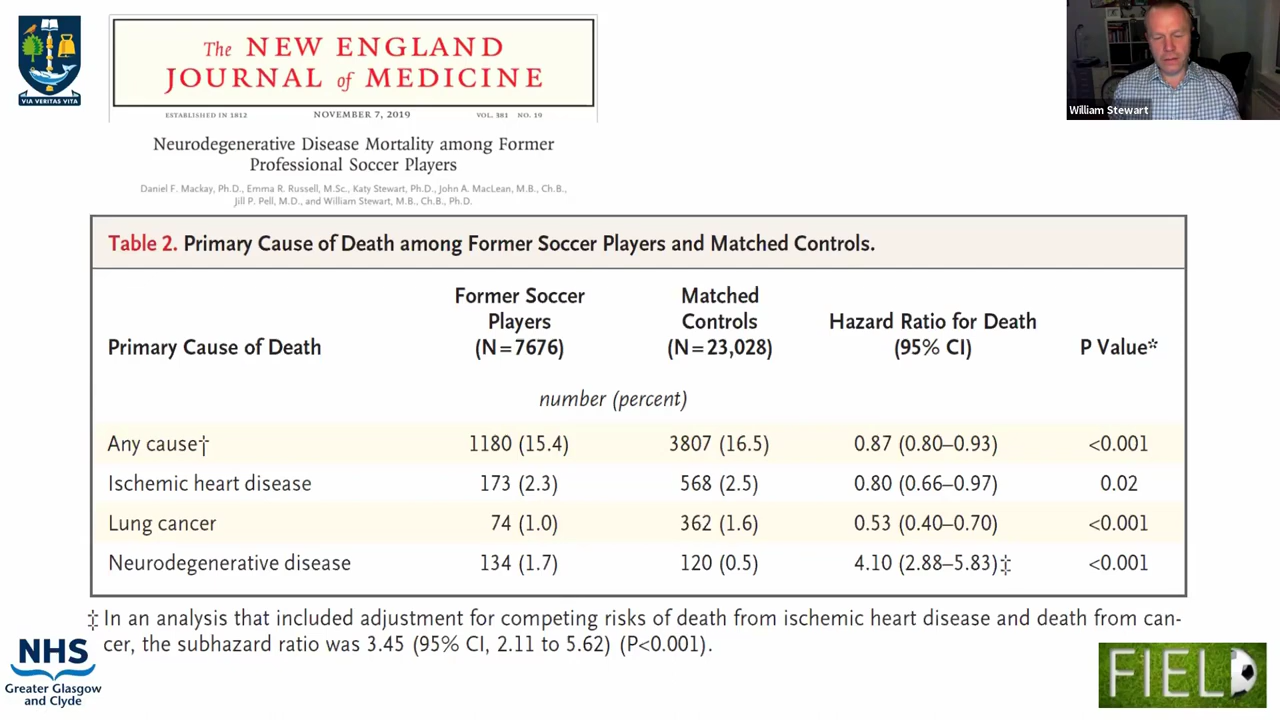 VIA VERITAS VITA
The NEW ENGLAND
JOURNAL of MEDICINE
ESTABLISHED IN 1812 NOVEMBER 7, 2019 VOL. 381 NO. 19
Neurodegenerative Disease Mortality among Former
Professional Soccer Players
Daniel F. Mackay, Ph.D., Emma R. Russell, M.Sc., Katy Stewart, Ph.D., John A. MacLean, M.B., Ch.B.,
Jill P. Pell, M.D., and William Stewart, M.B., Ch.B., Ph.D.
William Stewart
Table 2. Primary Cause of Death among Former Soccer Players and Matched Controls.
Primary Cause of Death
Former Soccer
Players
(N=7676)
Matched
Controls
(N=23,028)
Hazard Ratio for Death
(95% CI)
P Value*
number (percent)
Any cause† 1180 (15.4) 3807 (16.5) 0.87 (0.80–0.93) <0.001
Ischemic heart disease 173 (2.3) 568 (2.5) 0.80 (0.66–0.97) 0.02
Lung cancer 74 (1.0) 362 (1.6) 0.53 (0.40–0.70) <0.001
Neurodegenerative disease 134 (1.7) 120 (0.5) 4.10 (2.88–5.83)‡ <0.001
‡ In an analysis that included adjustment for competing risks of death from ischemic heart disease and death from can-
cer, the subhazard ratio was 3.45 (95% CI, 2.11 to 5.62) (P<0.001).
NHS
Greater Glasgow
and Clyde
FIELD